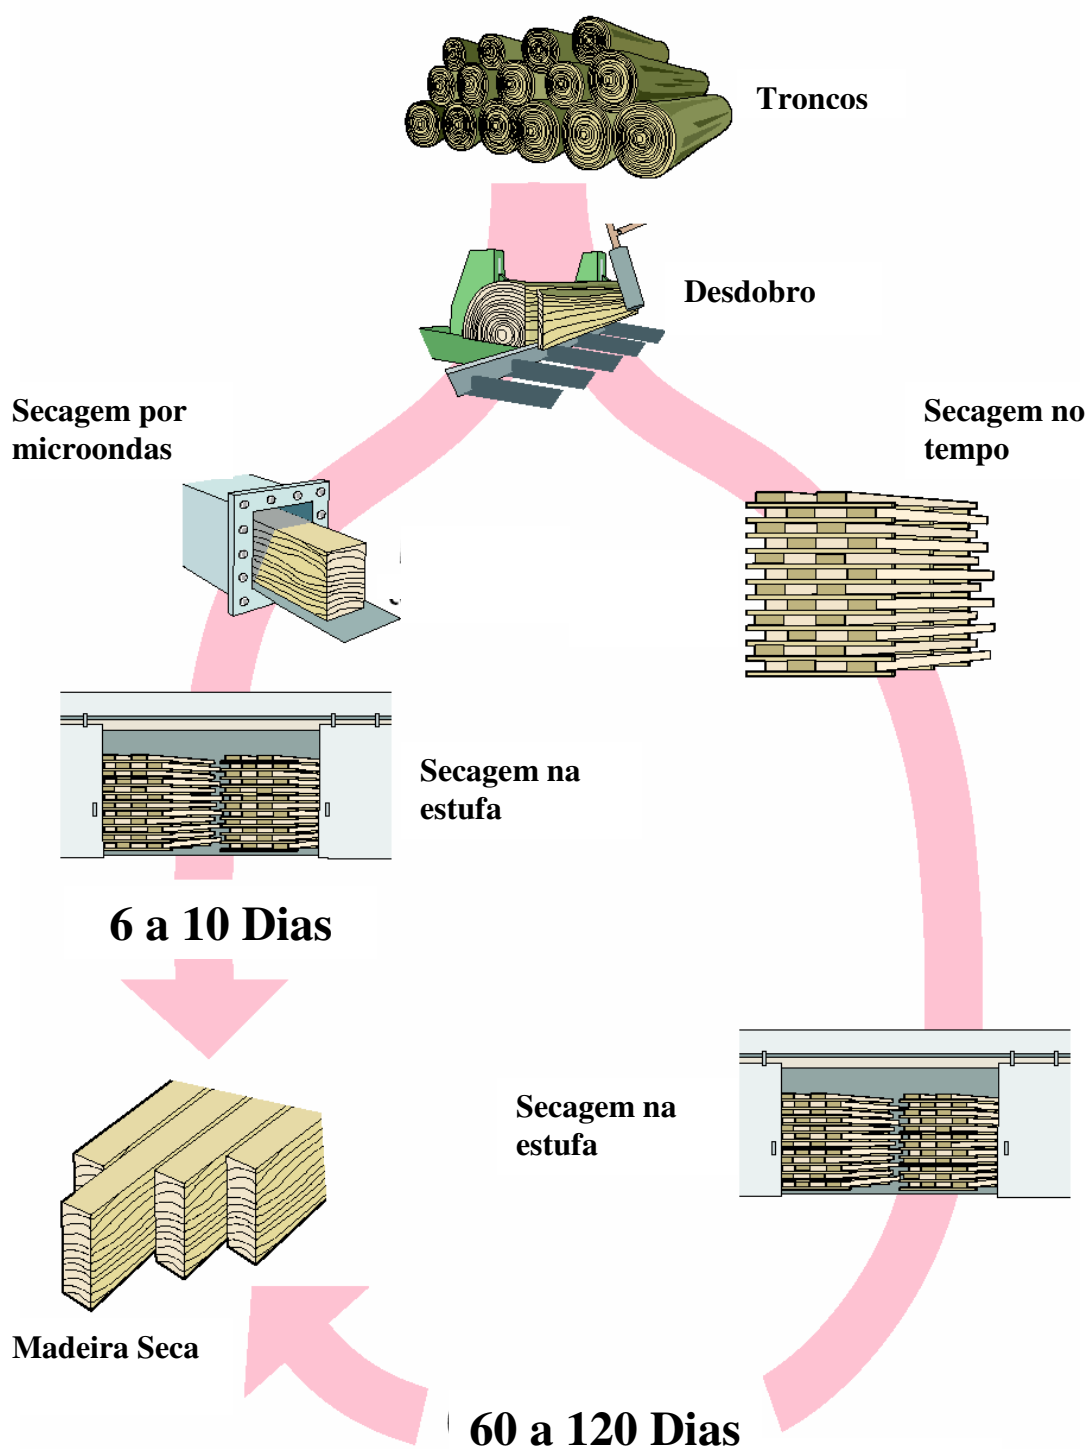 Troncos
Desdobro
Secagem por
microondas
Secagem no
tempo
Secagem na
estufa
6 a 10 Dias
Secagem na
estufa
Madeira Seca
60 a 120 Dias